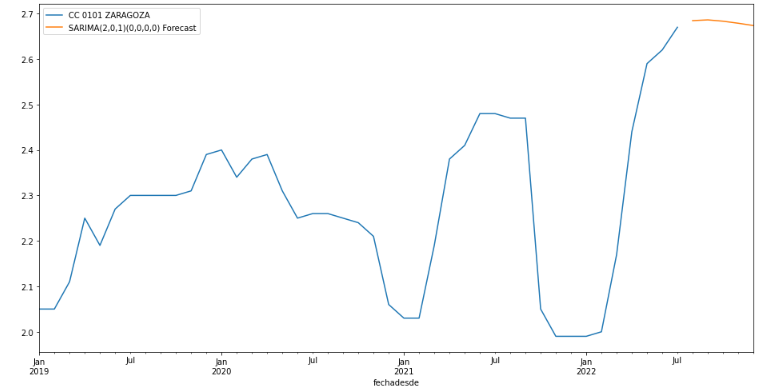 CC 0101 ZARAGOZA
SARIMA(2,0,1)(0,0,0,0) Forecast
2.7
2.6
2.5
2.4
2.3
2.2
2.1
2.0
Jan Jul Jan Jul Jan Jul Jan Jul
2019 2020 2021 2022
fechadesde